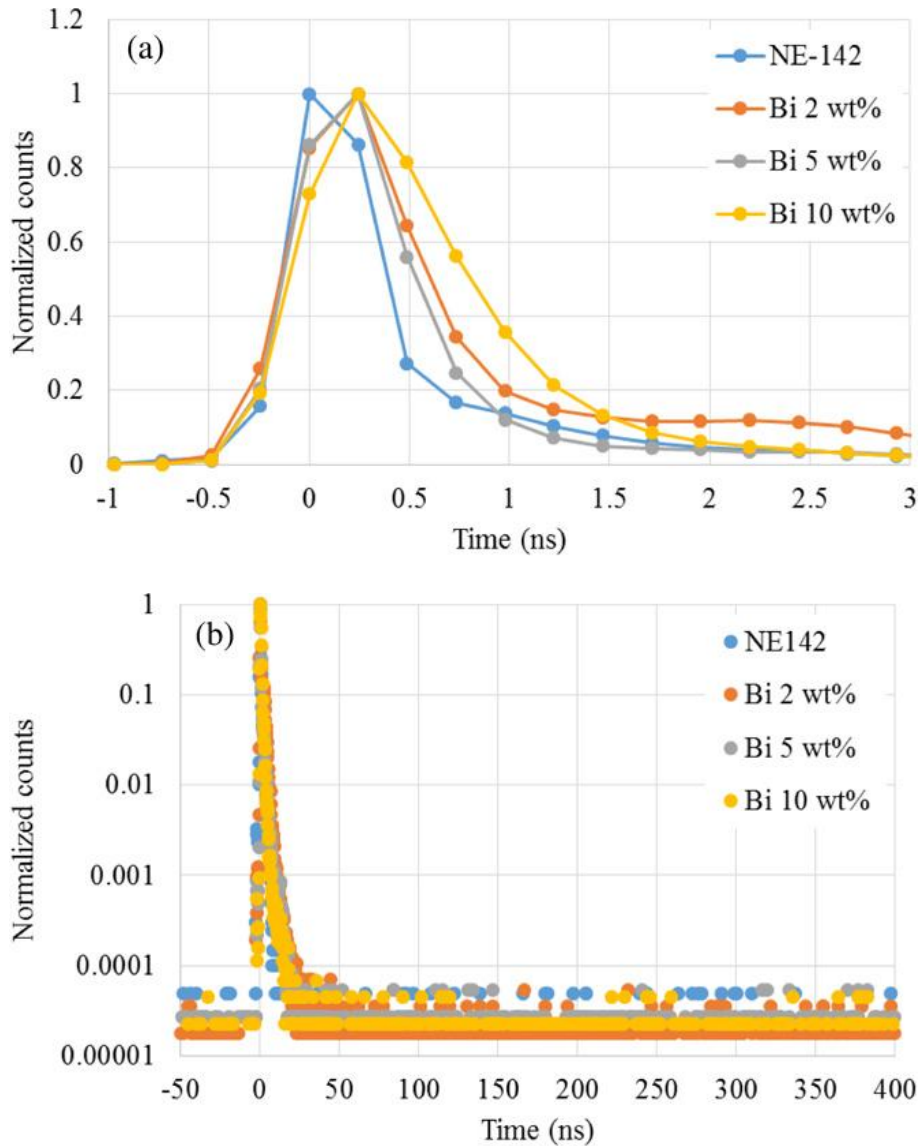 (a)
NE-142
Bi 2 wt%
Bi 5 wt%
Bi 10 wt%
Normalized counts
1.2
1
0.8
0.6
0.4
0.2
0
-1
-0.5
0
0.5
1
1.5
2
2.5
3
Time (ns)
(b)
NE142
Bi 2 wt%
Bi 5 wt%
Bi 10 wt%
Normalized counts
1
0.1
0.01
0.001
0.0001
0.00001
-50
0
50
100
150
200
250
300
350
400
Time (ns)